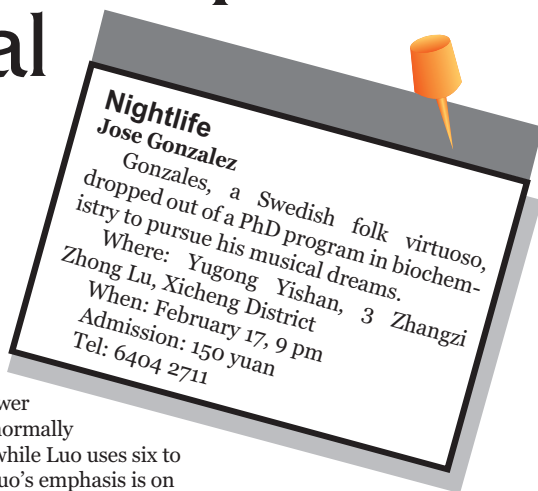 al
Nightlife
Jose Gonzalez
Gonzales, a Swedish folk virtuoso,
dropped out of a PhD program in biochem-
istry to pursue his musical dreams.
Where: Yugong Yishan, 3 Zhangzi
Zhong Lu, Xicheng District
When: February 17, 9 pm
Admission: 150 yuan
Tel: 6404 2711
wer
normally
while Luo uses six to
uo's emphasis is on